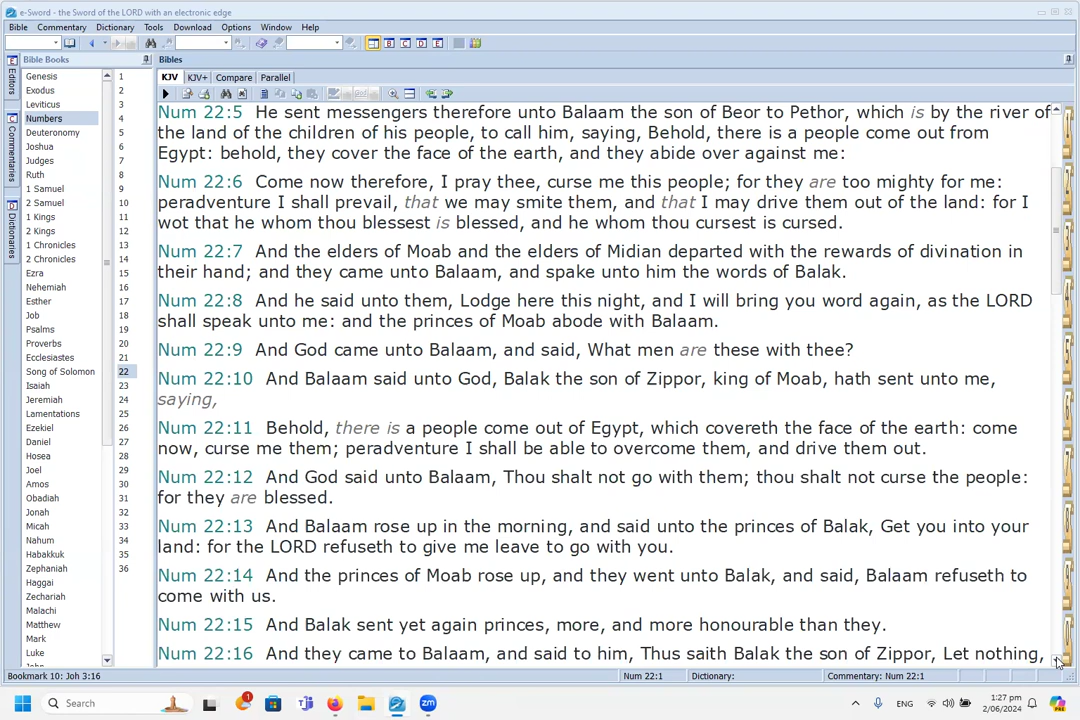 e-Sword - the Sword of the LORD with an electronic edge
Bible Commentary Dictionary Tools Download Options Window Help
B C D E
Bible Books
Bibles
Editors
Commentaries
Dictionaries
KJV KJV+ Compare Parallel
Genesis
Exodus
Leviticus
Numbers
Deuteronomy
Joshua
Judges
Ruth
1 Samuel
2 Samuel
1 Kings
2 Kings
1 Chronicles
2 Chronicles
Ezra
Nehemiah
Esther
Job
Psalms
Proverbs
Ecclesiastes
Song of Solomon
Isaiah
Jeremiah
Lamentations
Ezekiel
Daniel
Hosea
Joel
Amos
Obadiah
Jonah
Micah
Nahum
Habakkuk
Zephaniah
Haggai
Zechariah
Malachi
Matthew
Mark
Luke
John
1
2
3
4
5
6
7
8
9
10
11
12
13
14
15
16
17
18
19
20
21
22
23
24
25
26
27
28
29
30
31
32
33
34
35
36
Num 22:5 He sent messengers therefore unto Balaam the son of Beor to Pethor, which is by the river of
the land of the children of his people, to call him, saying, Behold, there is a people come out from
Egypt: behold, they cover the face of the earth, and they abide over against me:
Num 22:6 Come now therefore, I pray thee, curse me this people; for they are too mighty for me:
peradventure I shall prevail, that we may smite them, and that I may drive them out of the land: for I
wot that he whom thou blessest is blessed, and he whom thou cursest is cursed.
Num 22:7 And the elders of Moab and the elders of Midian departed with the rewards of divination in
their hand; and they came unto Balaam, and spake unto him the words of Balak.
Num 22:8 And he said unto them, Lodge here this night, and I will bring you word again, as the LORD
shall speak unto me: and the princes of Moab abode with Balaam.
Num 22:9 And God came unto Balaam, and said, What men are these with thee?
Num 22:10 And Balaam said unto God, Balak the son of Zippor, king of Moab, hath sent unto me,
saying,
Num 22:11 Behold, there is a people come out of Egypt, which covereth the face of the earth: come
now, curse me them; peradventure I shall be able to overcome them, and drive them out.
Num 22:12 And God said unto Balaam, Thou shalt not go with them; thou shalt not curse the people:
for they are blessed.
Num 22:13 And Balaam rose up in the morning, and said unto the princes of Balak, Get you into your
land: for the LORD refuseth to give me leave to go with you.
Num 22:14 And the princes of Moab rose up, and they went unto Balak, and said, Balaam refuseth to
come with us.
Num 22:15 And Balak sent yet again princes, more, and more honourable than they.
Num 22:16 And they came to Balaam, and said to him, Thus saith Balak the son of Zippor, Let nothing,
1
2
3
4
5
6
7
8
9
Bookmark 10: Joh 3:16
Num 22:1
Dictionary:
Commentary: Num 22:1
Search
1
zm
ENG
1:27 pm
2/06/2024
PRE